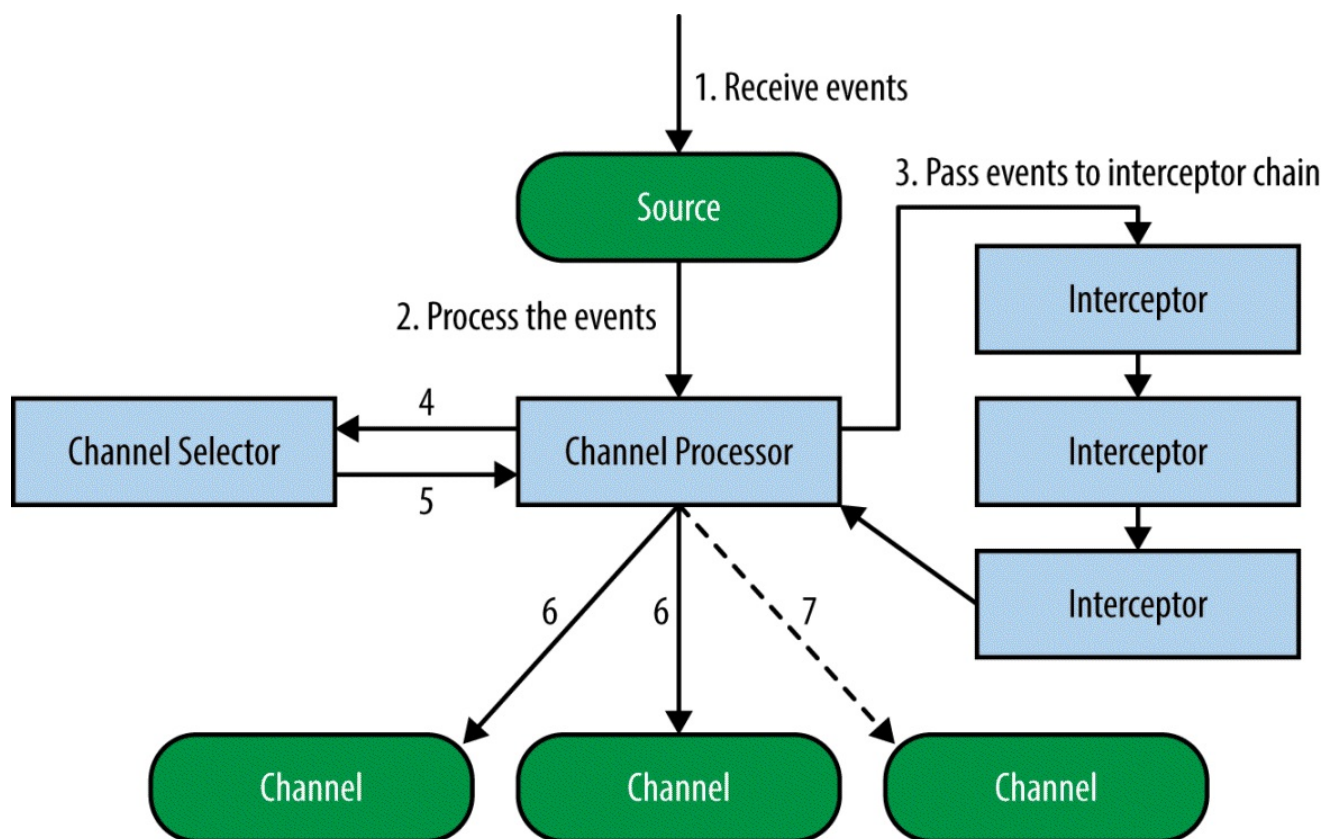 1. Receive events
Source
3. Pass events to interceptor chain
Interceptor
2. Process the events
4
Channel Selector
Channel Processor
Interceptor
5
Interceptor
6
6
7
Channel
Channel
Channel